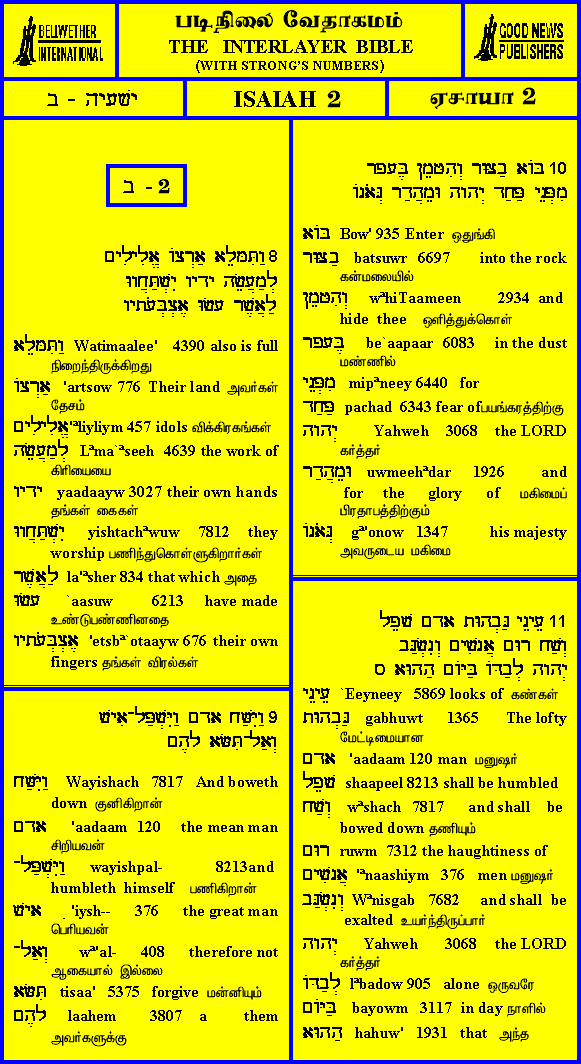 BELLWETHER
INTERNATIONAL
படிநிலை வேதாகமம்
THE INTERLAYER BIBLE
(WITH STRONG'S NUMBERS)
GOOD NEWS
PUBLISHERS
ישעיה - ב
ISAIAH 2
ஏசாயா 2
ב - 2
8 וַתִּמָּלֵא אַרְצוֹ אֱלִילִים
לְמַעֲשֵׂה יָדָיו יִשְׁתַּחֲווּ
לַאֲשֶׁר עָשׂוּ אֶצְבְּעֹתָיו
וַתִּמָּלֵא Watimaalee' 4390 also is full
நிறைந்திருக்கிறது
אַרְצוֹ 'artsow 776 Their land அவர்கள்
தேசம்
אֱלִילִים 'ªliyliym 457 idols விக்கிரகங்கள்
לְמַעֲשֵׂה Lªma`ªseeh 4639 the work of
கிரியையை
יָדָיו yaadaayw 3027 their own hands
தங்கள் கைகள்
יִשְׁתַּחֲווּ yishtachªwuw 7812 they
worship பணிந்துகொள்ளுகிறார்கள்
לַאֲשֶׁר la'ªsher 834 that which அதை
עָשׂוּ `aasuw 6213 have made
உண்டுபண்ணினதை
אֶצְבְּעֹתָיו 'etsbª`otaayw 676 their own
fingers தங்கள் விரல்கள்
9 וַיִּשַּׁח אָדָם וַיִּשְׁפַּל־אִישׁ
וְאַל־תִּשָּׂא לָהֶם
וַיִּשַּׁח Wayishach 7817 And boweth
down குனிகிறான்
אָדָם 'aadaam 120 the mean man
சிறியவன்
וַיִּשְׁפַּל־ wayishpal- 8213and
humbleth himself பணிகிறான்
אִישׁ 'iysh-- 376 the great man
பெரியவன்
וְאַל־ wª'al- 408 therefore not
ஆகையால் இல்லை
תִּשָּׂא tisaa' 5375 forgive மன்னியும்
לָהֶם laahem 3807 a them
அவர்களுக்கு
10 בּוֹא בַצּוּר וְהִטָּמֵן בֶּעָפָר
מִפְּנֵי פַּחַד יְהוָה וּמֵהֲדַר גְּאֹנוֹ
בּוֹא Bow' 935 Enter ஒதுங்கி
בַצּוּר batsuwr 6697 into the rock
கன்மலையில்
וְהִטָּמֵן wªhiTaameen 2934 and
hide thee ஒளித்துக்கொள்
בֶּעָפָר be`aapaar 6083 in the dust
மண்ணில்
מִפְּנֵי mipªneey 6440 for
פַּחַד pachad 6343 fear ofபயங்கரத்திற்கு
יְהוָה Yahweh 3068 the LORD
கர்த்தர்
וּמֵהֲדַר uwmeehªdar 1926 and
for the glory of மகிமைப்
பிரதாபத்திற்கும்
גְּאֹנוֹ gª'onow 1347 his majesty
அவருடைய மகிமை
11 עֵינֵי גַּבְהוּת אָדָם שָׁפֵל
וְשַׁח רוּם אֲנָשִׁים וְנִשְׂגַּב
יְהוָה לְבַדּוֹ בַּיּוֹם הַהוּא ס
עֵינֵי `Eeyneey 5869 looks of கண்கள்
גַּבְהוּת gabhuwt 1365 The lofty
மேட்டிமையான
אָדָם 'aadaam 120 man மனுஷர்
שָׁפֵל shaapeel 8213 shall be humbled
וְשַׁח wªshach 7817 and shall be
bowed down தணியும்
רוּם ruwm 7312 the haughtiness of
אֲנָשִׁים 'ªnaashiym 376 men மனுஷர்
וְנִשְׂגַּב Wªnisgab 7682 and shall be
exalted உயர்ந்திருப்பார்
יְהוָה Yahweh 3068 the LORD
கர்த்தர்
לְבַדּוֹ lªbadow 905 alone ஒருவரே
בַּיּוֹם bayowm 3117 in day நாளில்
הַהוּא hahuw' 1931 that அந்த